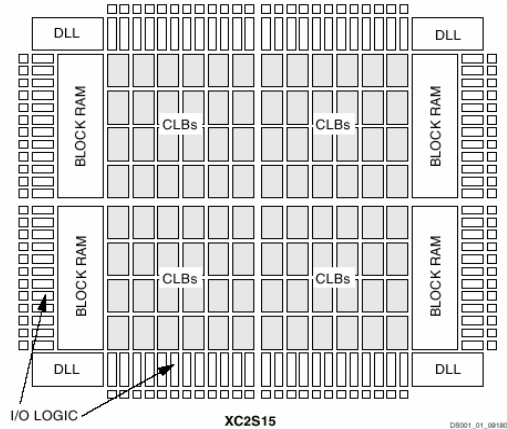 DLL
DLL
BLOCK RAM
CLBs
CLBs
BLOCK RAM
BLOCK RAM
CLBs
CLBs
BLOCK RAM
DLL
DLL
I/O LOGIC
XC2S15
DS001_01_09180